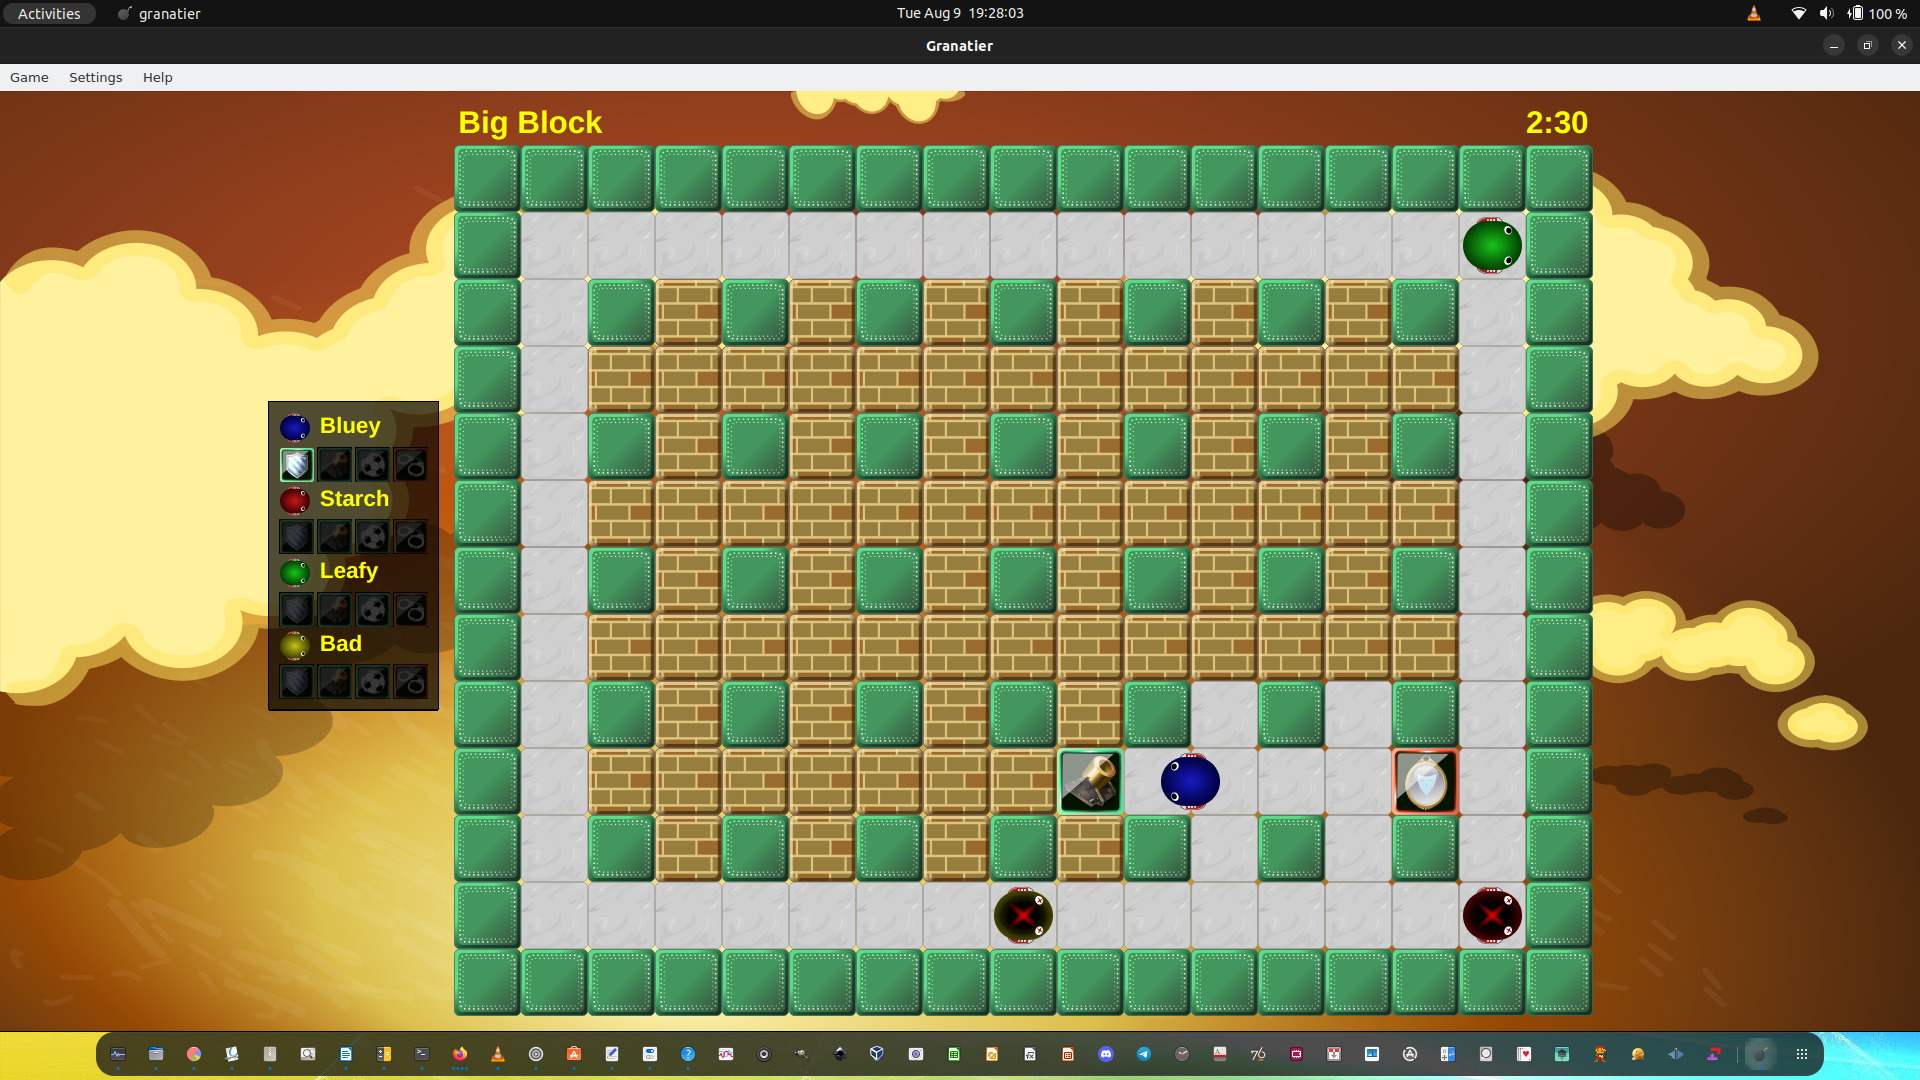 Activities
granatier
Tue Aug 9 19:28:03
100 %
Granatier
Game
Settings
Help
Big Block
2:30
Bluey
Starch
Leafy
Bad
76